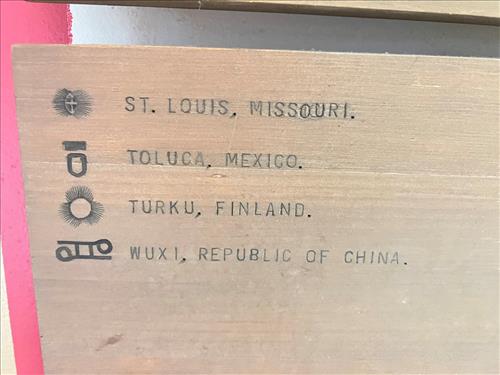 ST. LOUIS, MISSOURI.
TOLUCA, MEXICO.
TURKU, FINLAND.
WUXI, REPUBLIC OF CHINA.